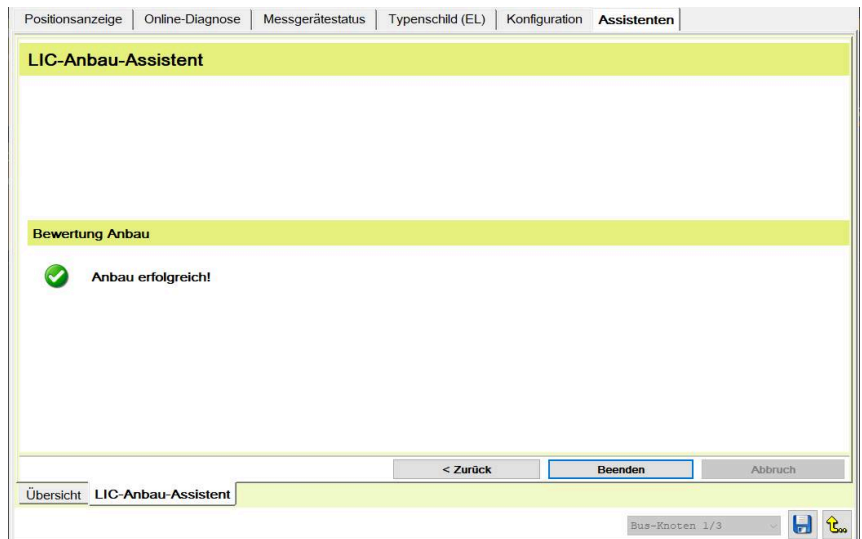 Positionsanzeige Online-Diagnose Messgerätestatus Typenschild (EL) Konfiguration Assistenten
LIC-Anbau-Assistent
Bewertung Anbau
Anbau erfolgreich!
< Zurück Beenden Abbruch
Übersicht LIC-Anbau-Assistent
Bus-Knoten 1/3